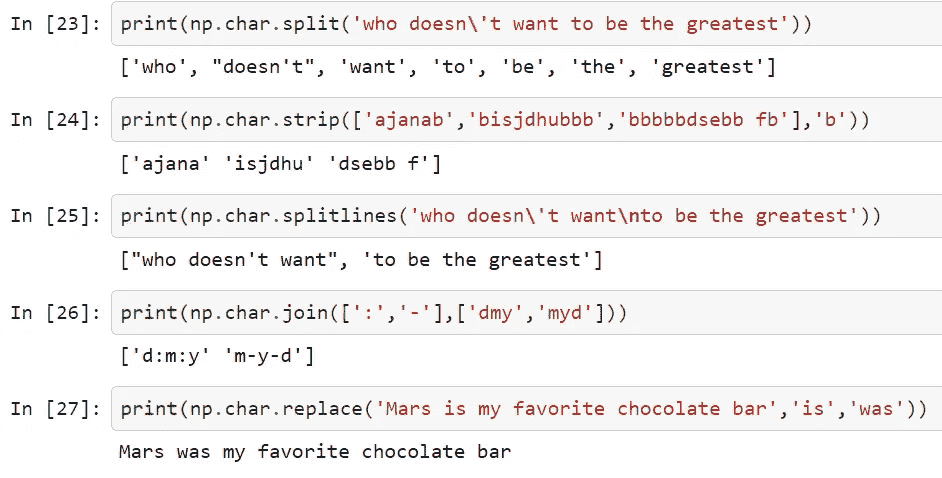 In [23]: print(np.char.split('who doesn\'t want to be the greatest'))
['who', "doesn't", 'want', 'to', 'be', 'the', 'greatest']
In [24]: print(np.char.strip(['ajanab','bisjdhubbb','bbbbbdsebb fb'],'b'))
['ajana' 'isjdhu' 'dsebb f']
In [25]: print(np.char.splitlines('who doesn\'t want\nto be the greatest'))
["who doesn't want", 'to be the greatest']
In [26]: print(np.char.join([':','-'],['dmy','myd']))
['d:m:y' 'm-y-d']
In [27]: print(np.char.replace('Mars is my favorite chocolate bar','is','was'))
Mars was my favorite chocolate bar